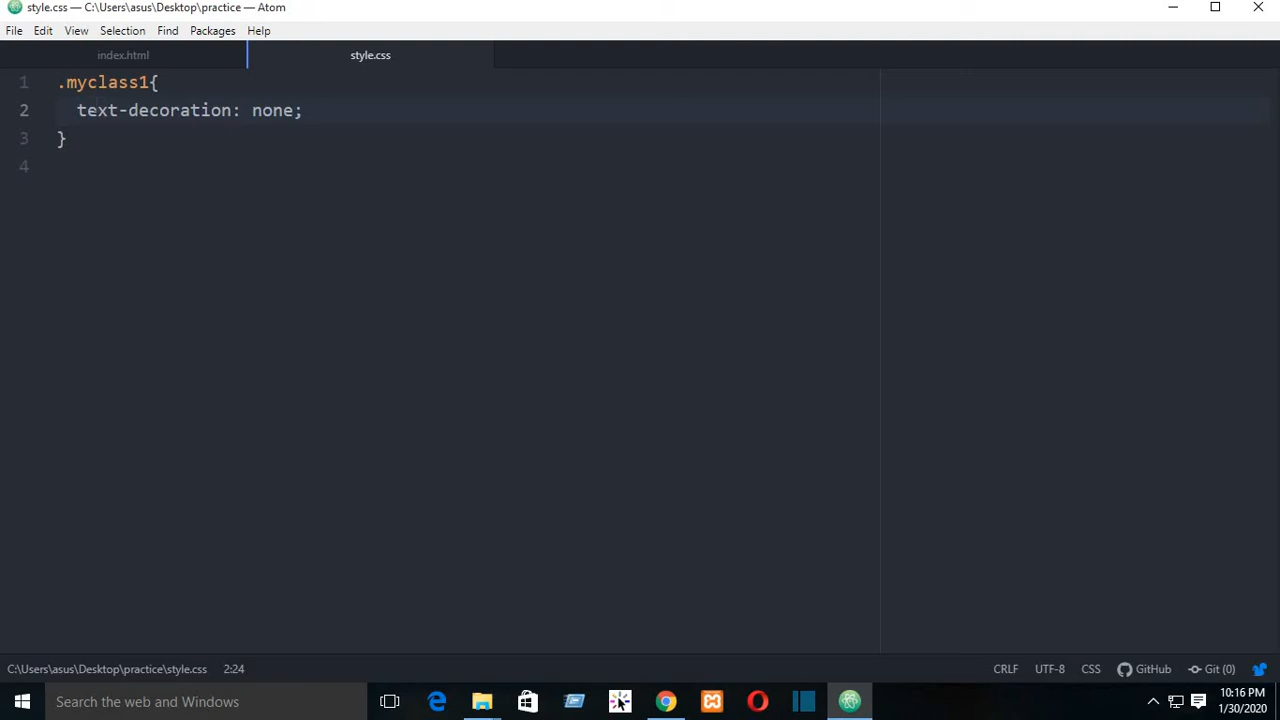 style.css — C:\Users\asus\Desktop\practice — Atom
File Edit View Selection Find Packages Help
index.html style.css
1 .myclass1{
2 text-decoration: none;
3 }
4
C:\Users\asus\Desktop\practice\style.css 2:24 CRLF UTF-8 CSS GitHub Git (0)
Search the web and Windows
10:16 PM
1/30/2020